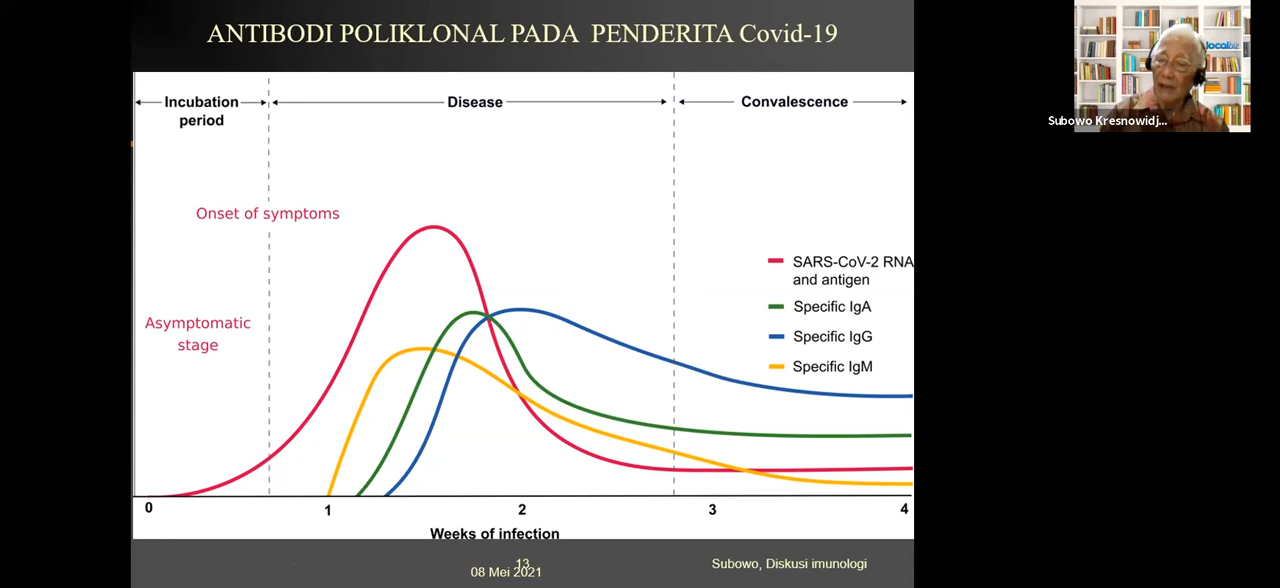 ANTIBODI POLIKLONAL PADA PENDERITA Covid-19
Incubation
period
Disease
Convalescence
Onset of symptoms
Asymptomatic
stage
SARS-CoV-2 RNA
and antigen
Specific IgA
Specific IgG
Specific IgM
0
1
2
3
4
Weeks of infection
13
08 Mei 2021
Subowo, Diskusi imunologi
localbiz
Subowo Kresnowidj...